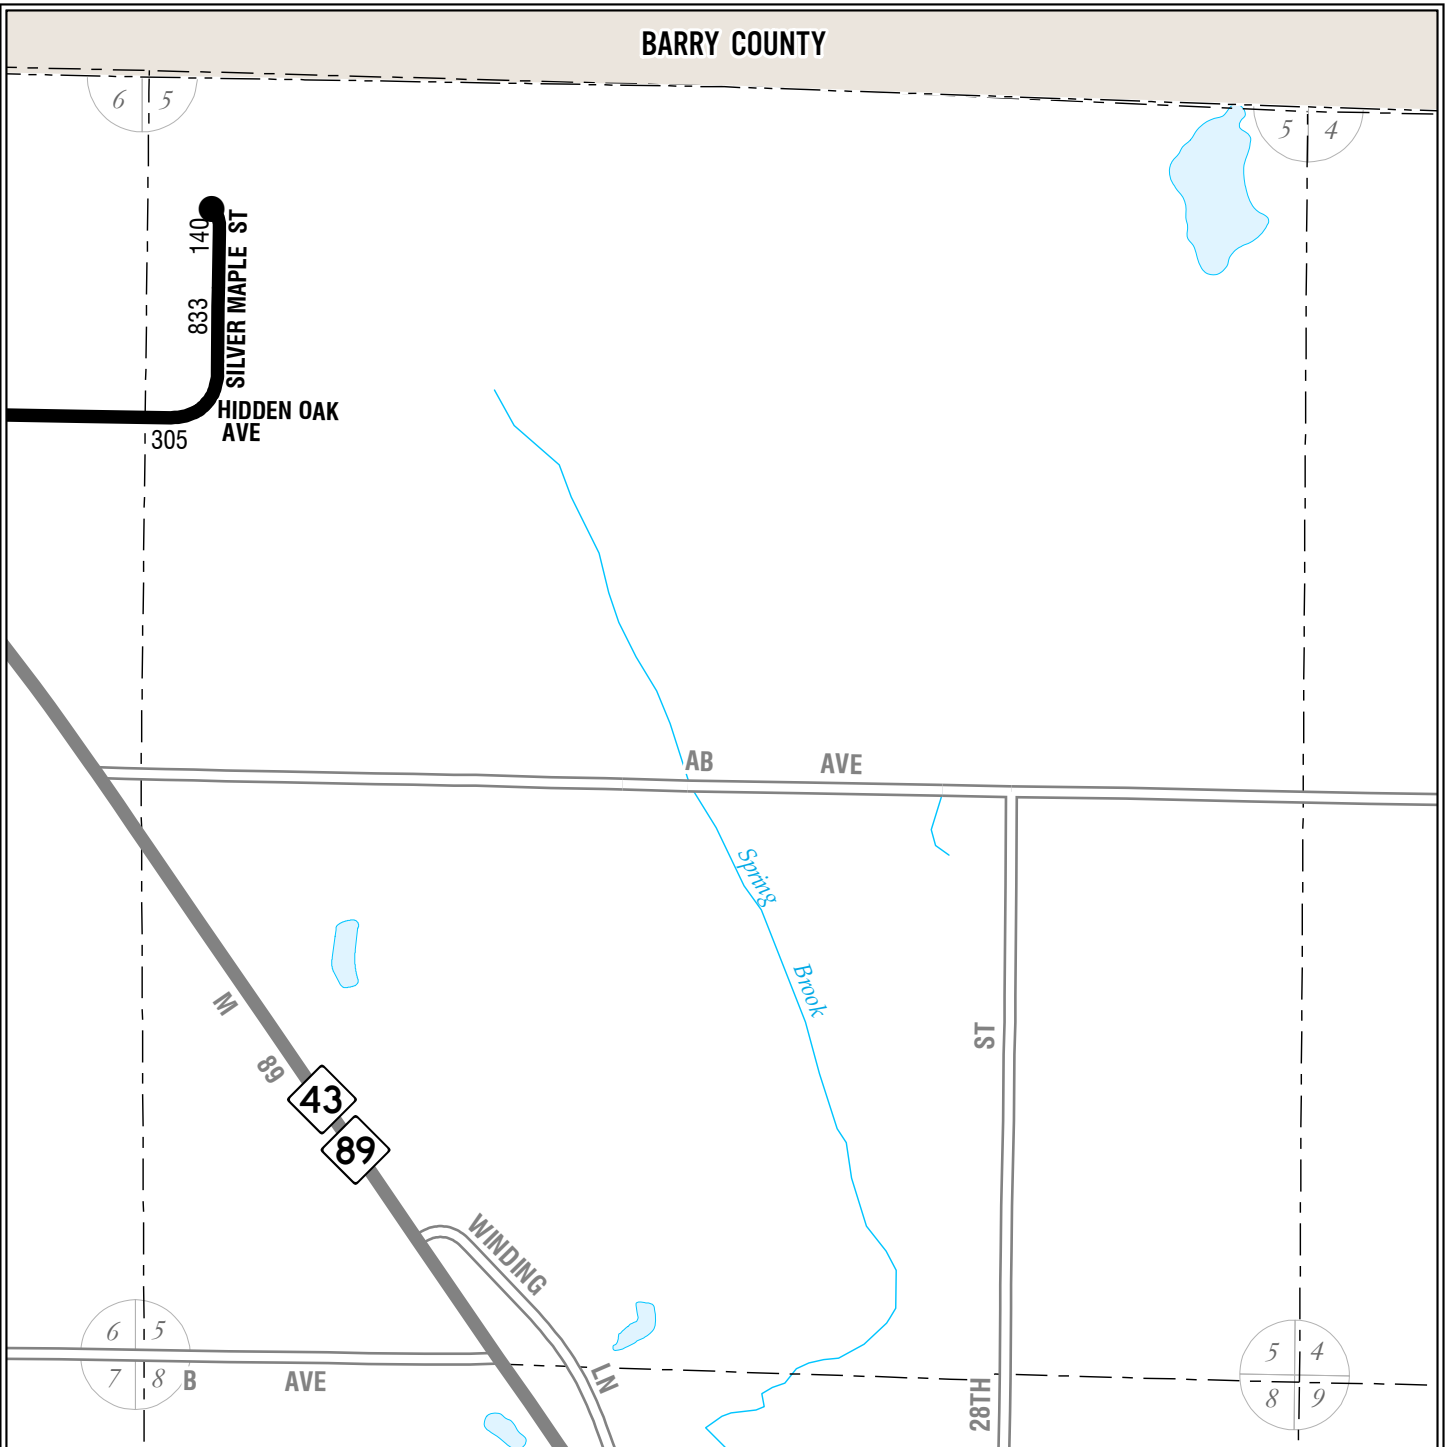 BARRY COUNTY
6 5
5 4
140
833
SILVER MAPLE ST
HIDDEN OAK
AVE
305
AB AVE
Spring
Brook
M 89
43
89
ST
28TH
WINDING
LN
6 5
7 8
B AVE
5 4
8 9